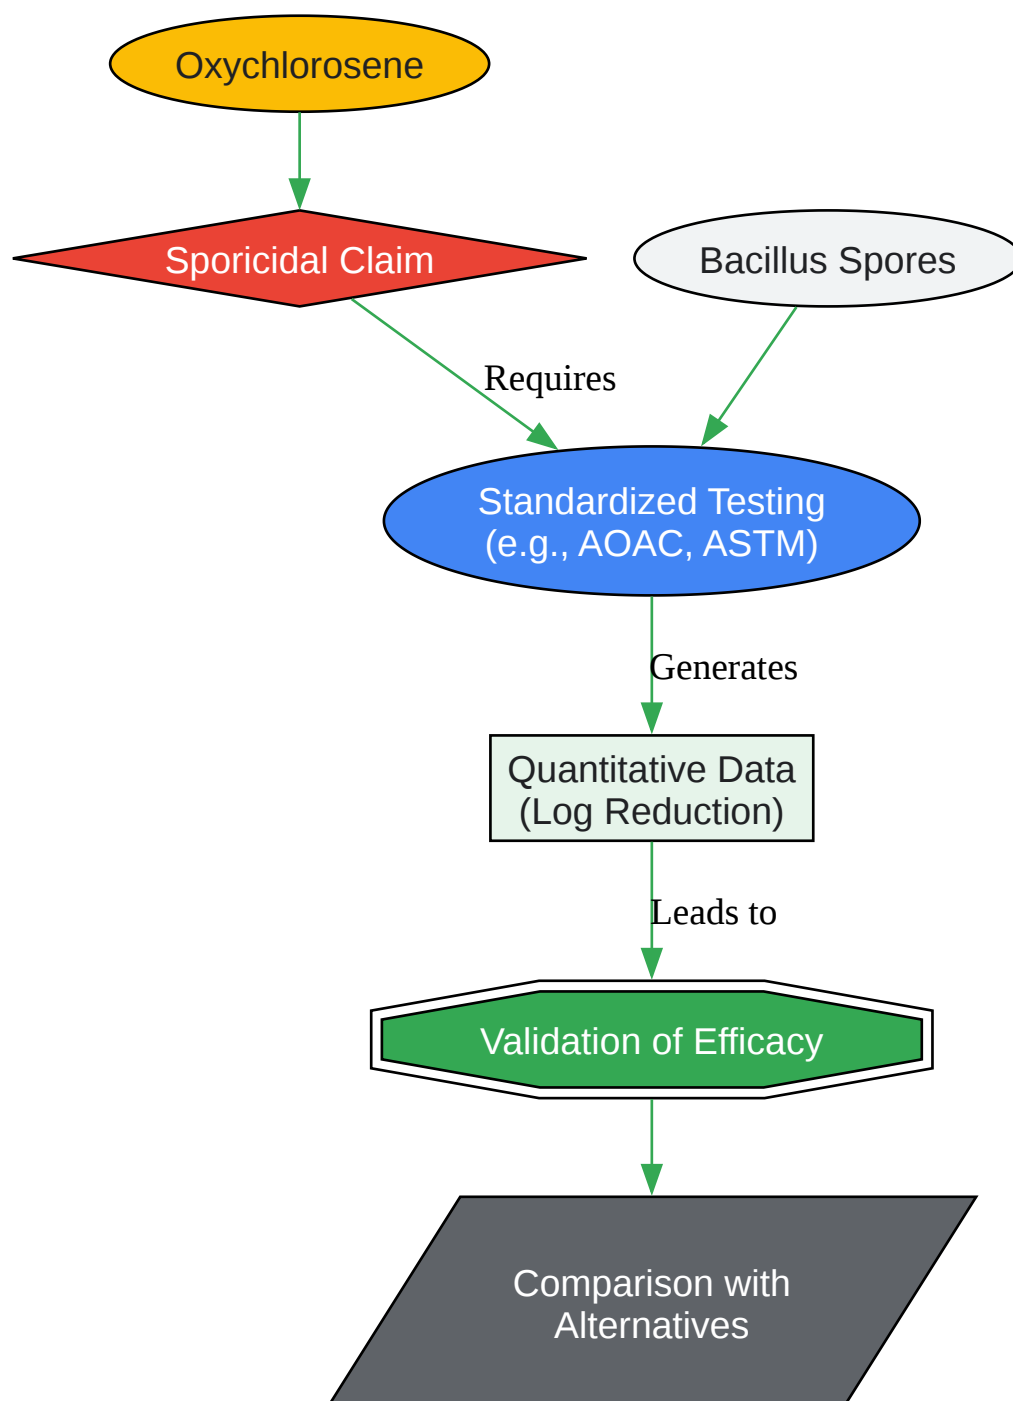 Oxychlorosene
Sporicidal Claim
Bacillus Spores
Requires
Standardized Testing
(e.g., AOAC, ASTM)
Generates
Quantitative Data
(Log Reduction)
Leads to
Validation of Efficacy
Comparison with
Alternatives